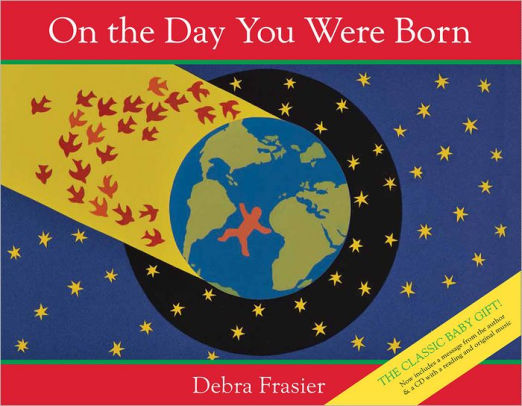 On the Day You Were Born
THE CLASSIC BABY GIFT!
Now includes a message from the author
& a CD with a reading and original music
Debra Frasier